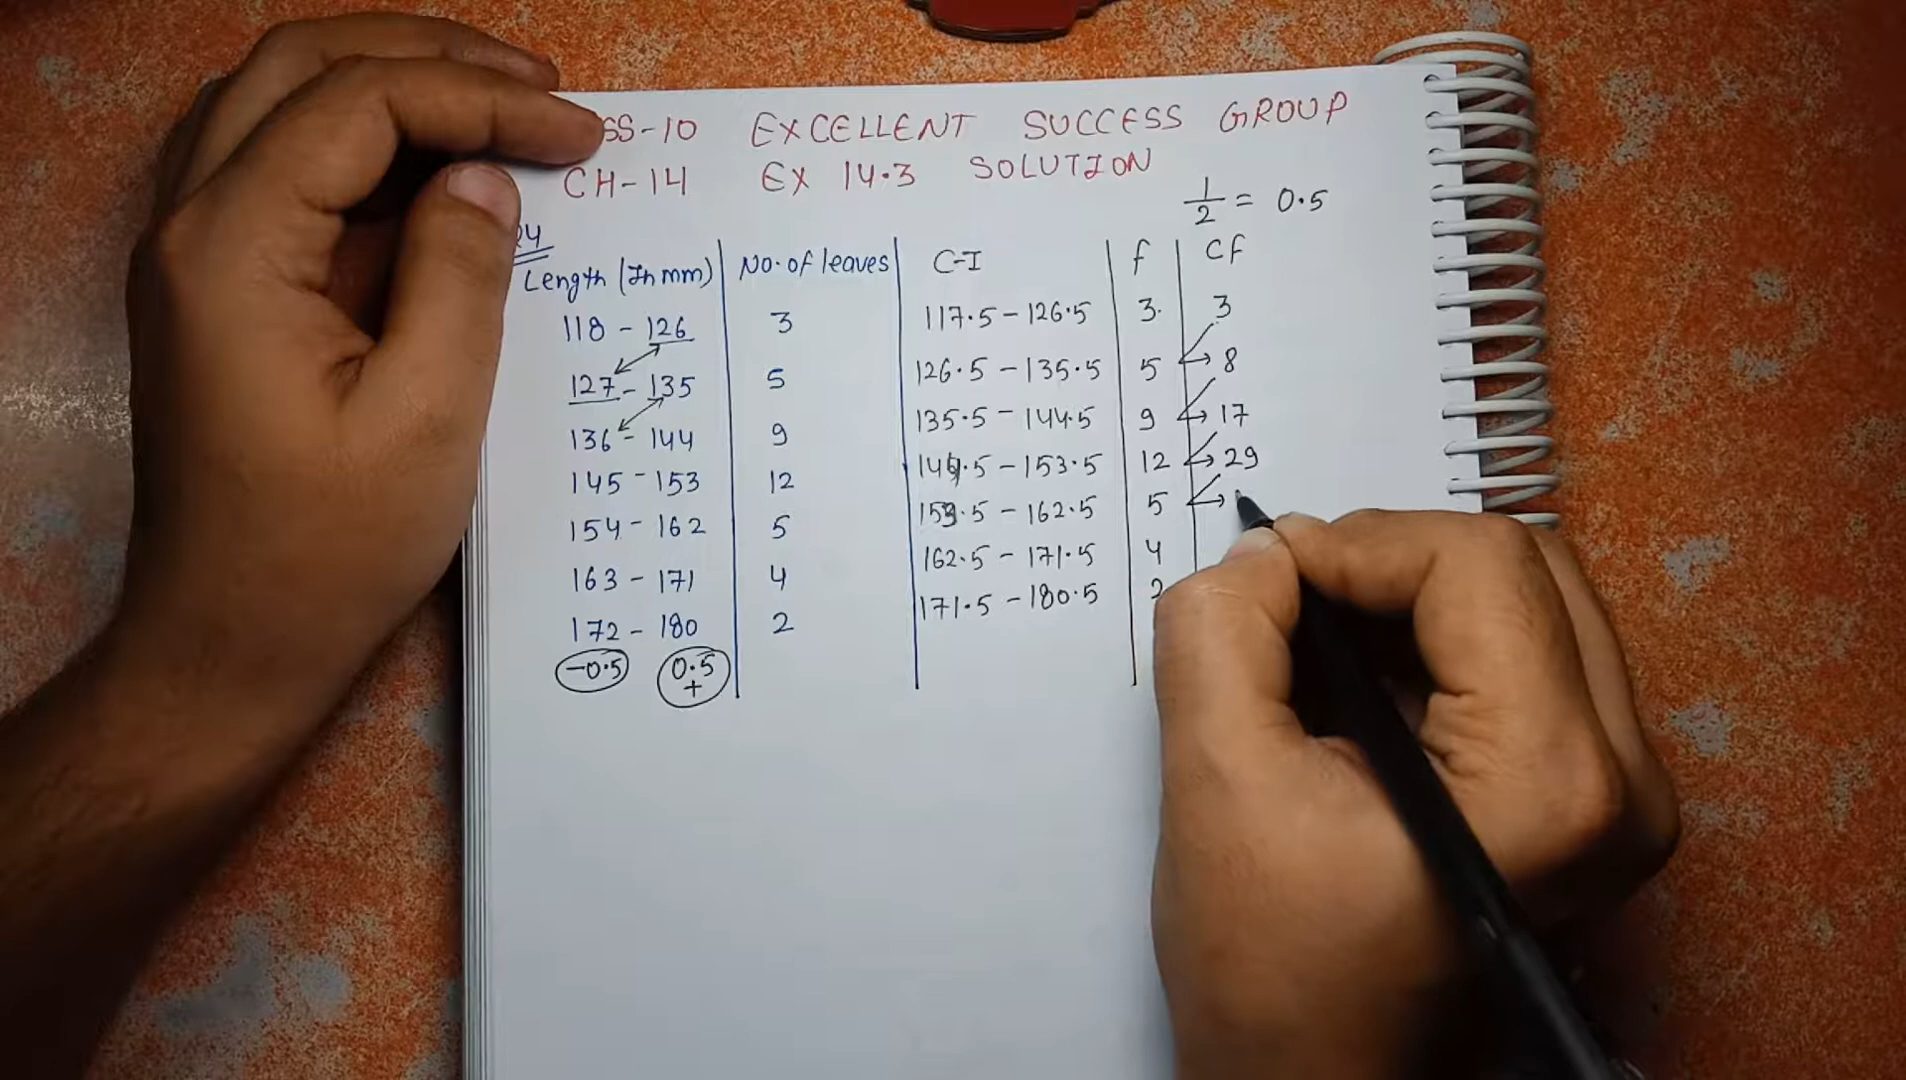 SS-10 EXCELLENT SUCCESS GROUP
CH-14 EX 14.3 SOLUTION
1/2 = 0.5
24
Length (In mm) No. of leaves C-I f cf
118 - 126 3 117.5 - 126.5 3. 3
127 - 135 5 126.5 - 135.5 5 8
136 - 144 9 135.5 - 144.5 9 17
145 - 153 12 144.5 - 153.5 12 29
154 - 162 5 153.5 - 162.5 5
163 - 171 4 162.5 - 171.5 4
172 - 180 2 171.5 - 180.5 2
-0.5 0.5
+